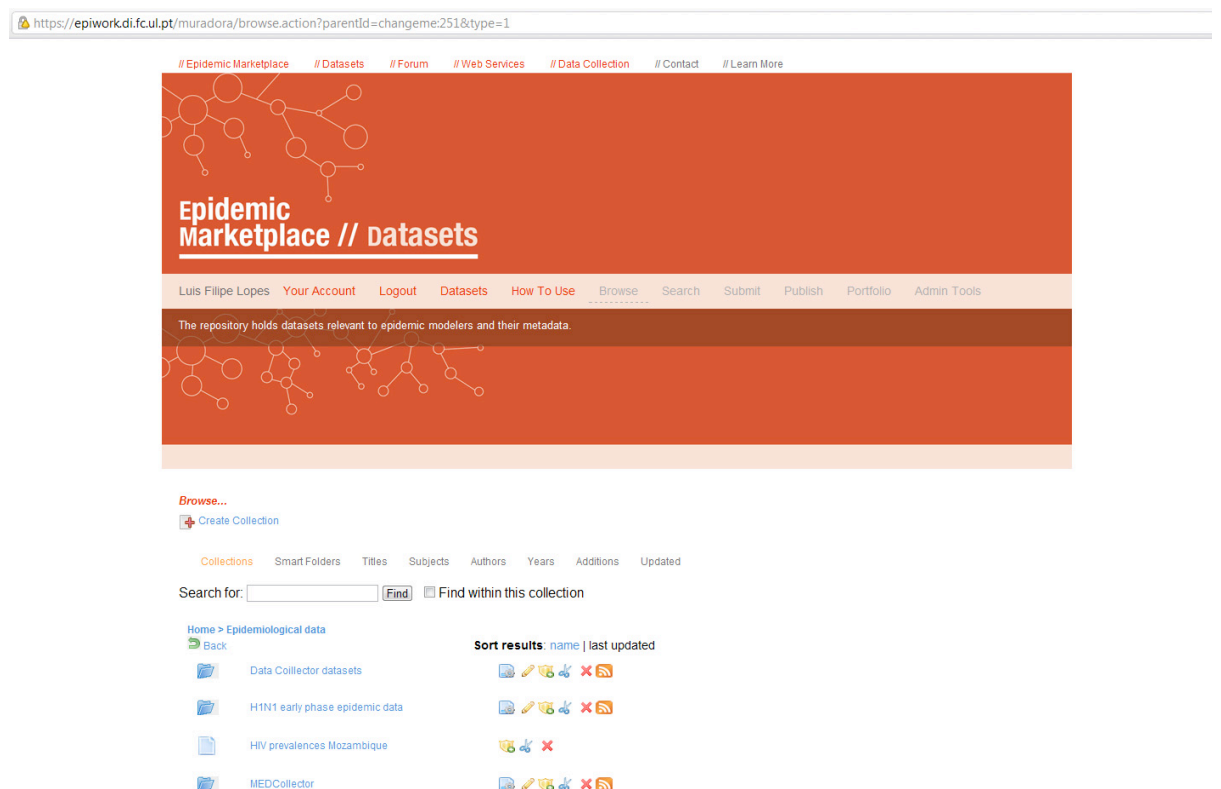 https://epiwork.di.fc.ul.pt/muradora/browse.action?parentId=changeme:251&type=1
// Epidemic Marketplace // Datasets // Forum // Web Services // Data Collection // Contact // Learn More
Epidemic
Marketplace // Datasets
Luis Filipe Lopes Your Account Logout Datasets How To Use Browse Search Submit Publish Portfolio Admin Tools
The repository holds datasets relevant to epidemic modelers and their metadata.
Browse...
Create Collection
Collections Smart Folders Titles Subjects Authors Years Additions Updated
Search for: Find Find within this collection
Home > Epidemiological data
Back Sort results: name | last updated
Data Coillector datasets
H1N1 early phase epidemic data
HIV prevalences Mozambique
MEDCollector